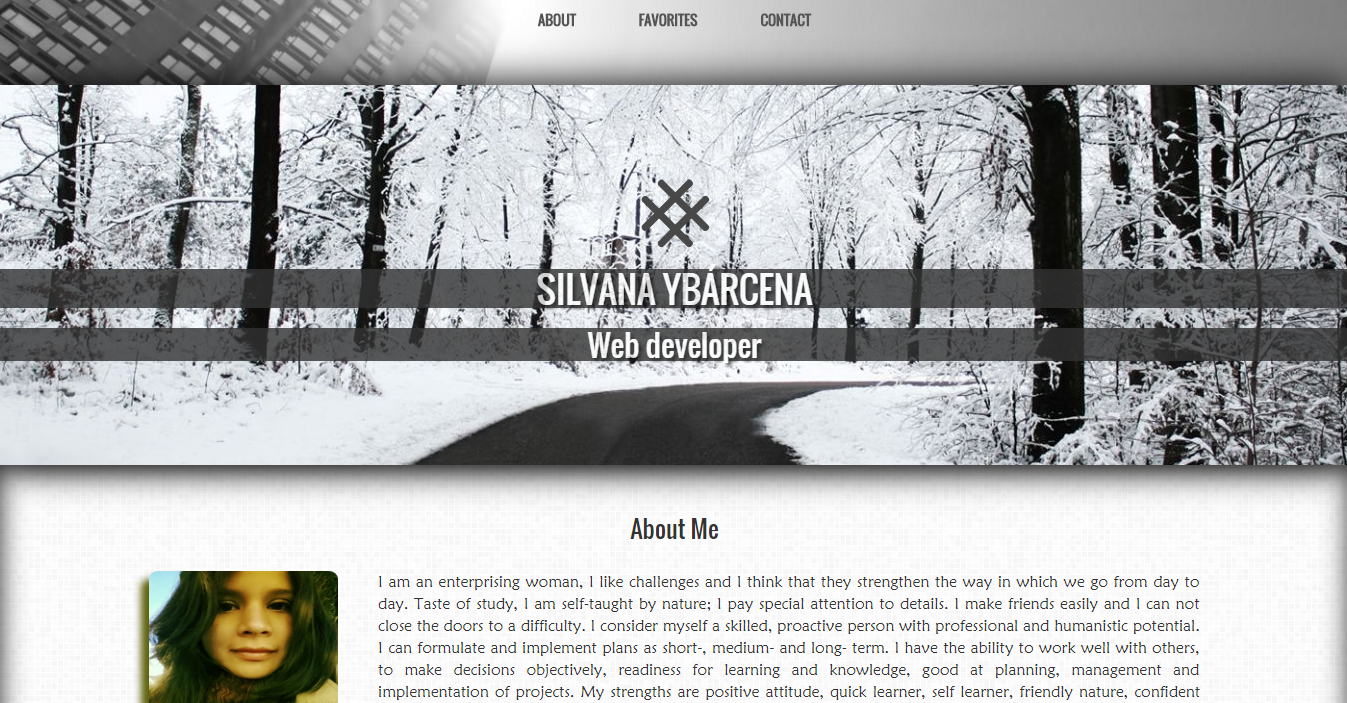 ABOUT FAVORITES CONTACT
SILVANA YBÁRCENA
Web developer
About Me
I am an enterprising woman, I like challenges and I think that they strengthen the way in which we go from day to
day. Taste of study, I am self-taught by nature; I pay special attention to details. I make friends easily and I can not
close the doors to a difficulty. I consider myself a skilled, proactive person with professional and humanistic potential.
I can formulate and implement plans as short-, medium- and long- term. I have the ability to work well with others,
to make decisions objectively, readiness for learning and knowledge, good at planning, management and
implementation of projects. My strengths are positive attitude, quick learner, self learner, friendly nature, confident